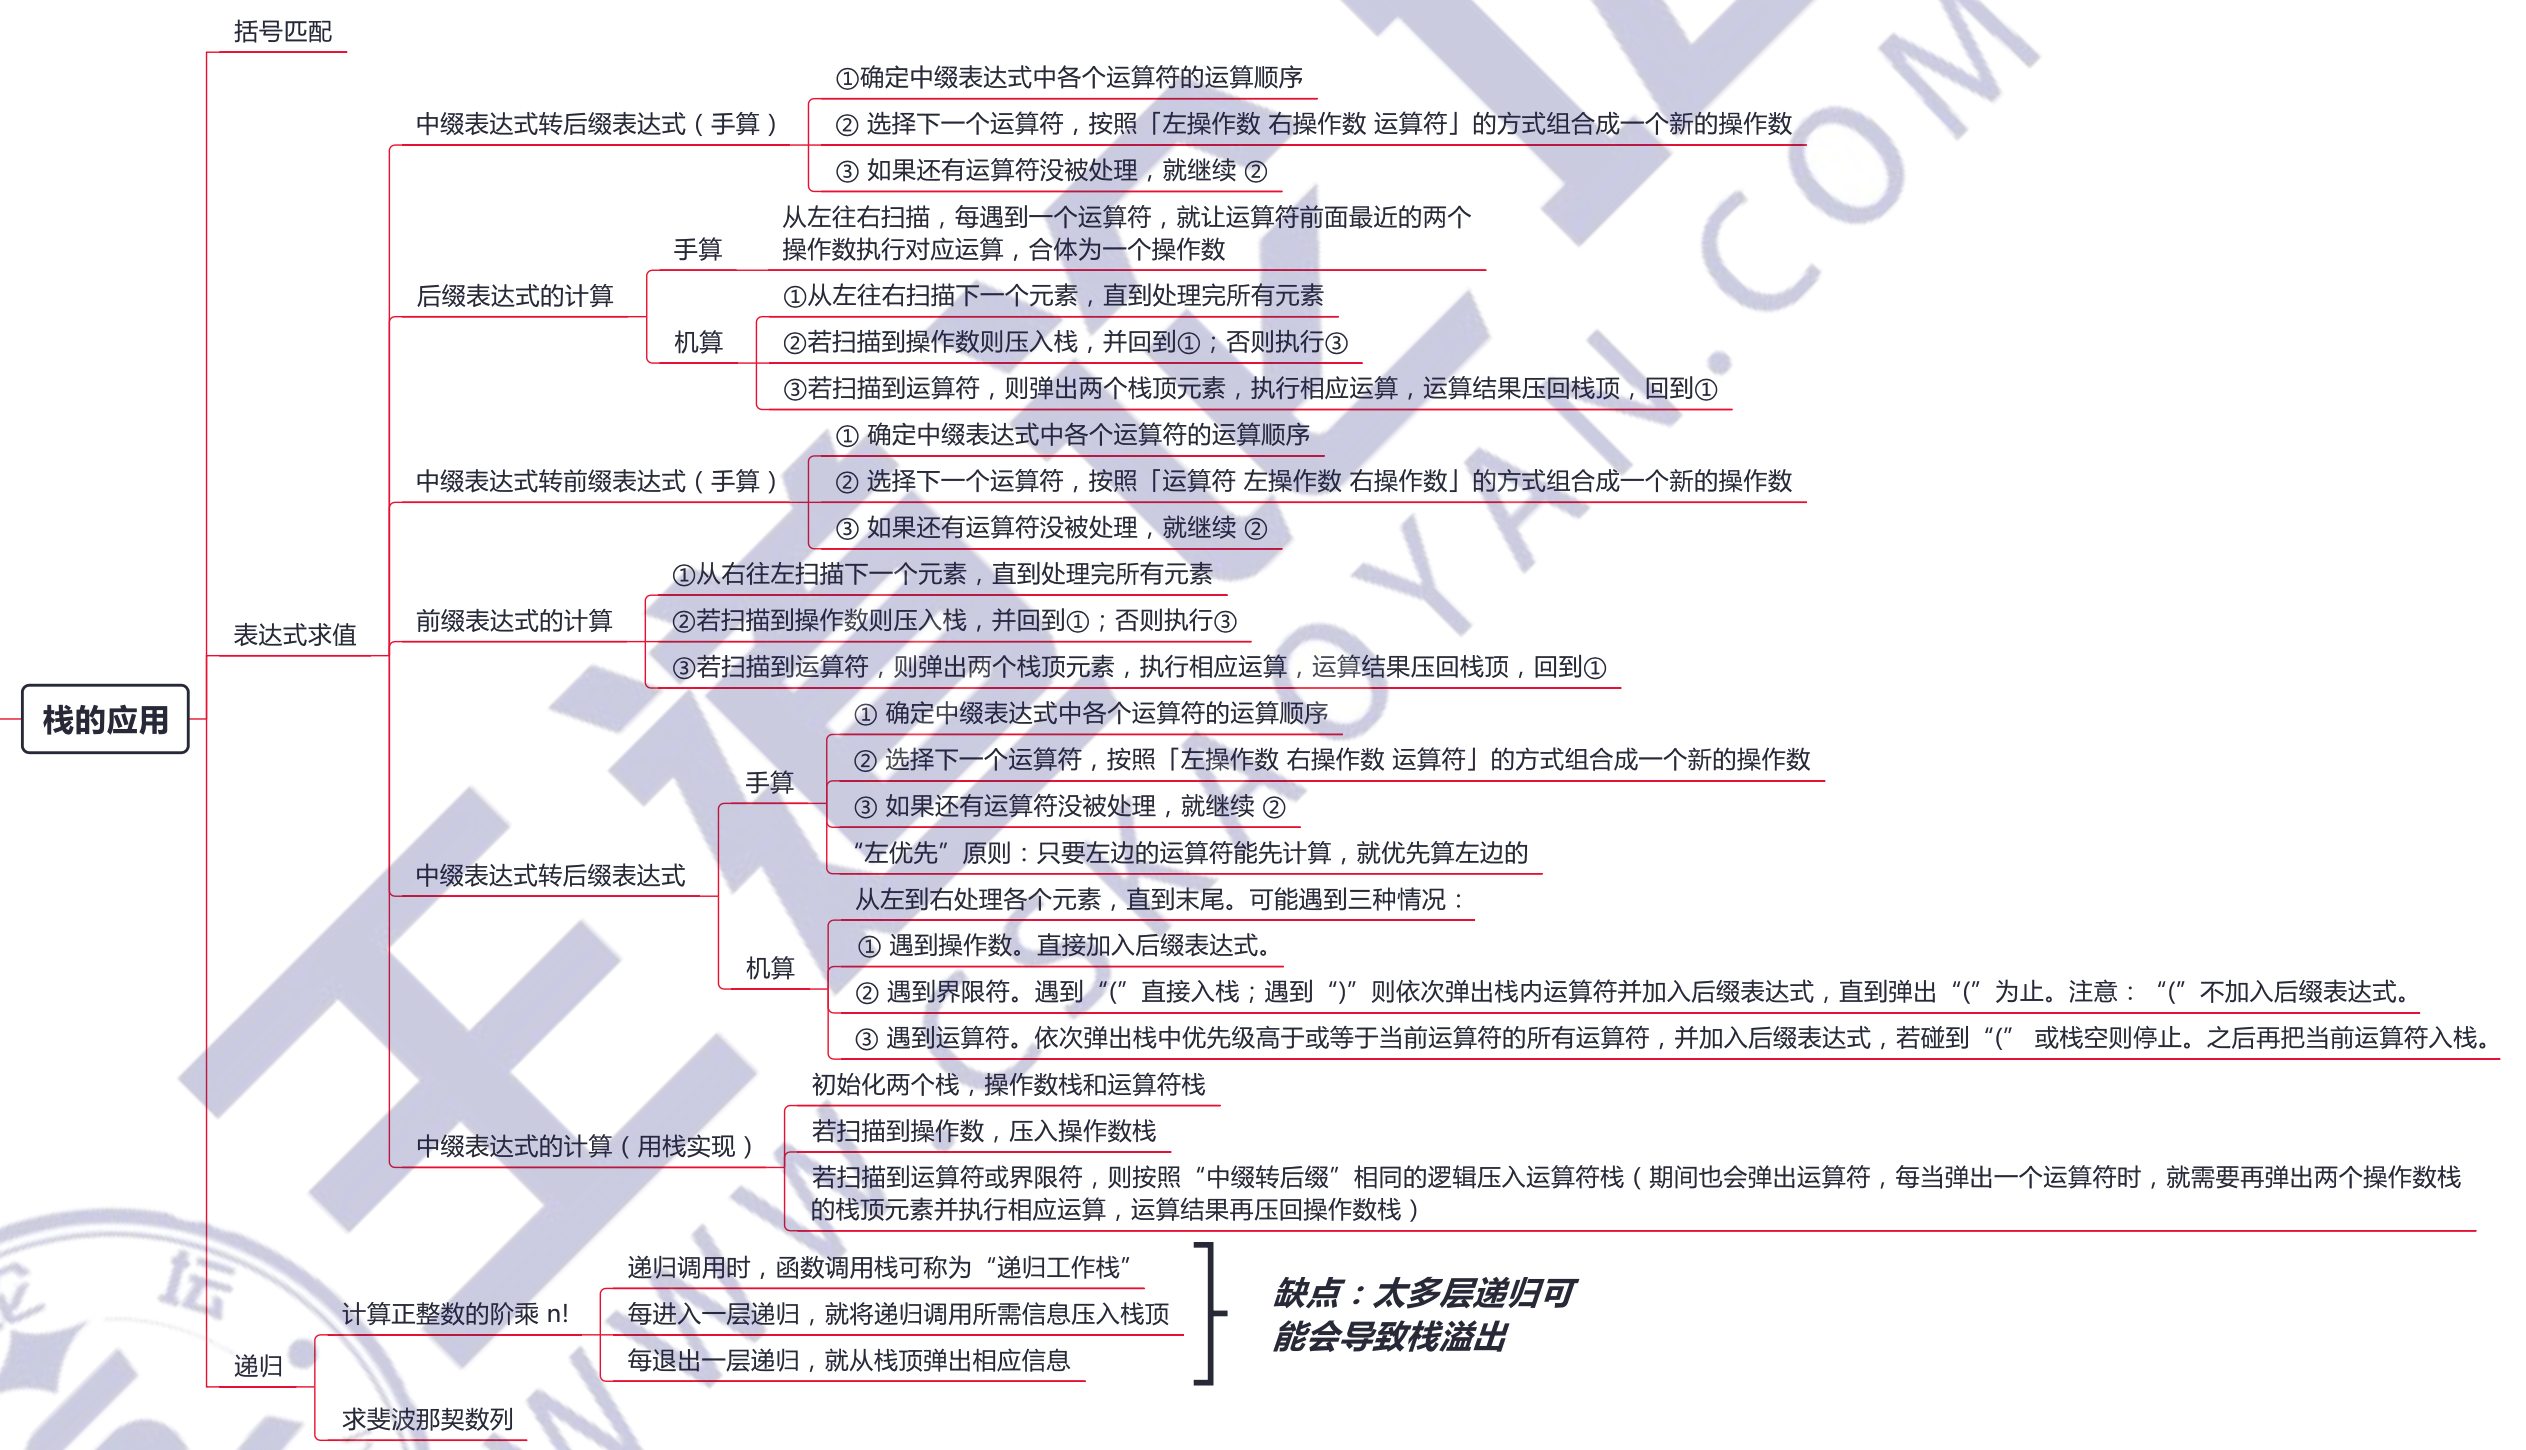 括号匹配
①确定中缀表达式中各个运算符的运算顺序
中缀表达式转后缀表达式（手算）
② 选择下一个运算符，按照「左操作数 右操作数 运算符」的方式组合成一个新的操作数
③ 如果还有运算符没被处理，就继续 ②
从左往右扫描，每遇到一个运算符，就让运算符前面最近的两个
操作数执行对应运算，合体为一个操作数
手算
后缀表达式的计算
①从左往右扫描下一个元素，直到处理完所有元素
机算
②若扫描到操作数则压入栈，并回到①；否则执行③
③若扫描到运算符，则弹出两个栈顶元素，执行相应运算，运算结果压回栈顶，回到①
① 确定中缀表达式中各个运算符的运算顺序
中缀表达式转前缀表达式（手算）
② 选择下一个运算符，按照「运算符 左操作数 右操作数」的方式组合成一个新的操作数
③ 如果还有运算符没被处理，就继续 ②
①从右往左扫描下一个元素，直到处理完所有元素
前缀表达式的计算
②若扫描到操作数则压入栈，并回到①；否则执行③
③若扫描到运算符，则弹出两个栈顶元素，执行相应运算，运算结果压回栈顶，回到①
表达式求值
栈的应用
① 确定中缀表达式中各个运算符的运算顺序
② 选择下一个运算符，按照「左操作数 右操作数 运算符」的方式组合成一个新的操作数
手算
③ 如果还有运算符没被处理，就继续 ②
“左优先”原则：只要左边的运算符能先计算，就优先算左边的
中缀表达式转后缀表达式
从左到右处理各个元素，直到末尾。可能遇到三种情况：
① 遇到操作数。直接加入后缀表达式。
机算
② 遇到界限符。遇到“(”直接入栈；遇到“)”则依次弹出栈内运算符并加入后缀表达式，直到弹出“(”为止。注意：“(”不加入后缀表达式。
③ 遇到运算符。依次弹出栈中优先级高于或等于当前运算符的所有运算符，并加入后缀表达式，若碰到“(” 或栈空则停止。之后再把当前运算符入栈。
初始化两个栈，操作数栈和运算符栈
若扫描到操作数，压入操作数栈
中缀表达式的计算（用栈实现）
若扫描到运算符或界限符，则按照“中缀转后缀”相同的逻辑压入运算符栈（期间也会弹出运算符，每当弹出一个运算符时，就需要再弹出两个操作数栈
的栈顶元素并执行相应运算，运算结果再压回操作数栈）
递归调用时，函数调用栈可称为“递归工作栈”
计算正整数的阶乘 n!
每进入一层递归，就将递归调用所需信息压入栈顶
每退出一层递归，就从栈顶弹出相应信息
缺点：太多层递归可
能会导致栈溢出
递归
求斐波那契数列
王道论坛
WWW.CSKAOYAN.COM
论坛